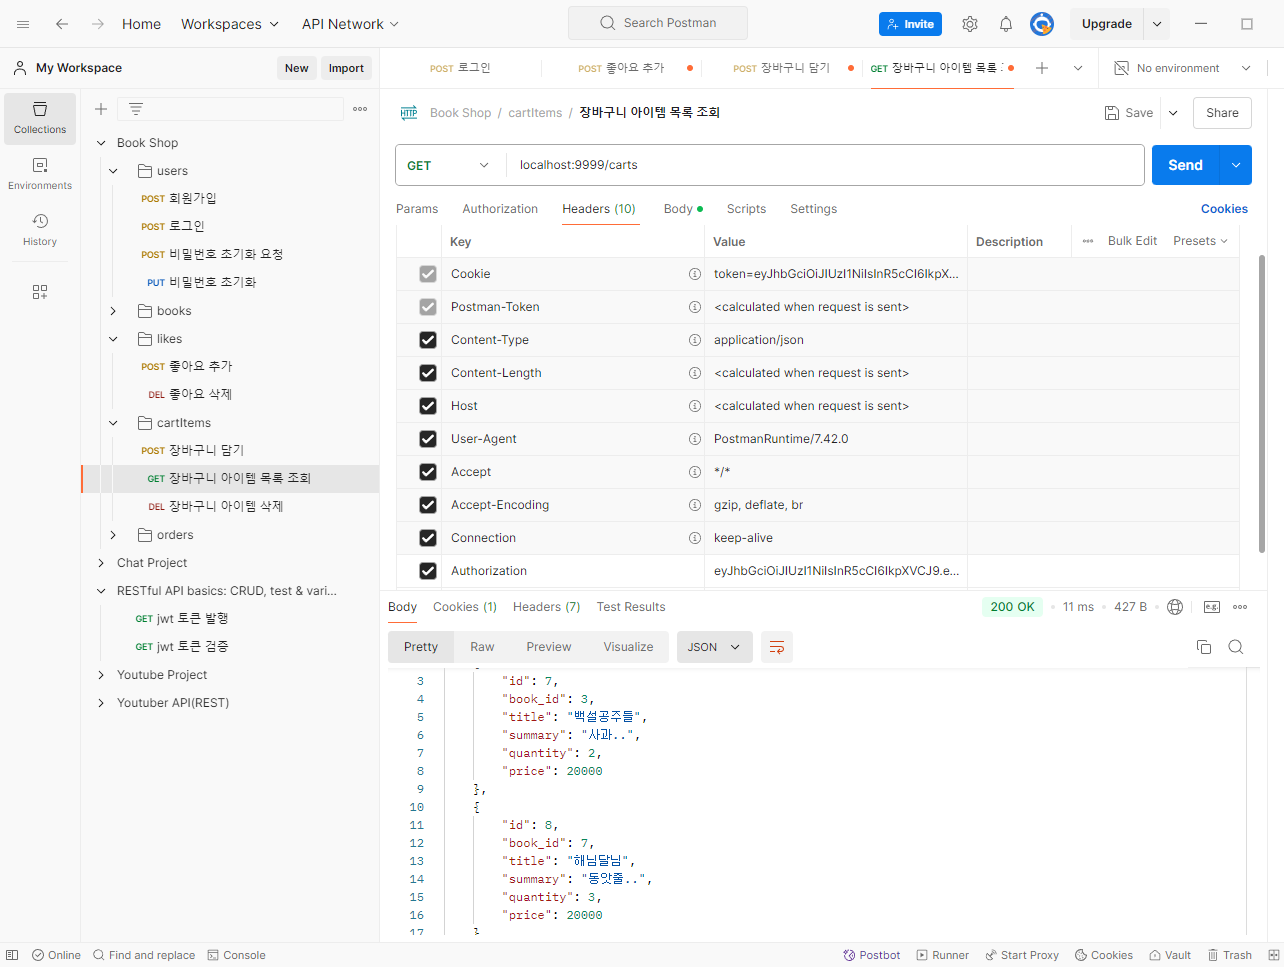 Home Workspaces API Network Search Postman Invite Upgrade
My Workspace New Import POST 로그인 POST 좋아요 추가 POST 장바구니 담기 GET 장바구니 아이템 목록 No environment
Collections
Environments
History
Book Shop
users
POST 회원가입
POST 로그인
POST 비밀번호 초기화 요청
PUT 비밀번호 초기화
books
likes
POST 좋아요 추가
DEL 좋아요 삭제
cartItems
POST 장바구니 담기
GET 장바구니 아이템 목록 조회
DEL 장바구니 아이템 삭제
orders
Chat Project
RESTful API basics: CRUD, test & vari...
GET jwt 토큰 발행
GET jwt 토큰 검증
Youtube Project
Youtuber API(REST)
HTTP Book Shop / cartItems / 장바구니 아이템 목록 조회 Save Share
GET localhost:9999/carts Send
Params Authorization Headers (10) Body Scripts Settings Cookies
Key Value Description Bulk Edit Presets
Cookie token=eyJhbGciOiJIUzI1NiIsInR5cCI6IkpX...
Postman-Token <calculated when request is sent>
Content-Type application/json
Content-Length <calculated when request is sent>
Host <calculated when request is sent>
User-Agent PostmanRuntime/7.42.0
Accept */*
Accept-Encoding gzip, deflate, br
Connection keep-alive
Authorization eyJhbGciOiJIUzI1NiIsInR5cCI6IkpXVCJ9.e...
Body Cookies (1) Headers (7) Test Results 200 OK 11 ms 427 B e.g.
Pretty Raw Preview Visualize JSON
3 "id": 7,
4 "book_id": 3,
5 "title": "백설공주들",
6 "summary": "사과..",
7 "quantity": 2,
8 "price": 20000
9 },
10 {
11 "id": 8,
12 "book_id": 7,
13 "title": "해님달님",
14 "summary": "동앗줄..",
15 "quantity": 3,
16 "price": 20000
17 }
Online Find and replace Console Postbot Runner Start Proxy Cookies Vault Trash